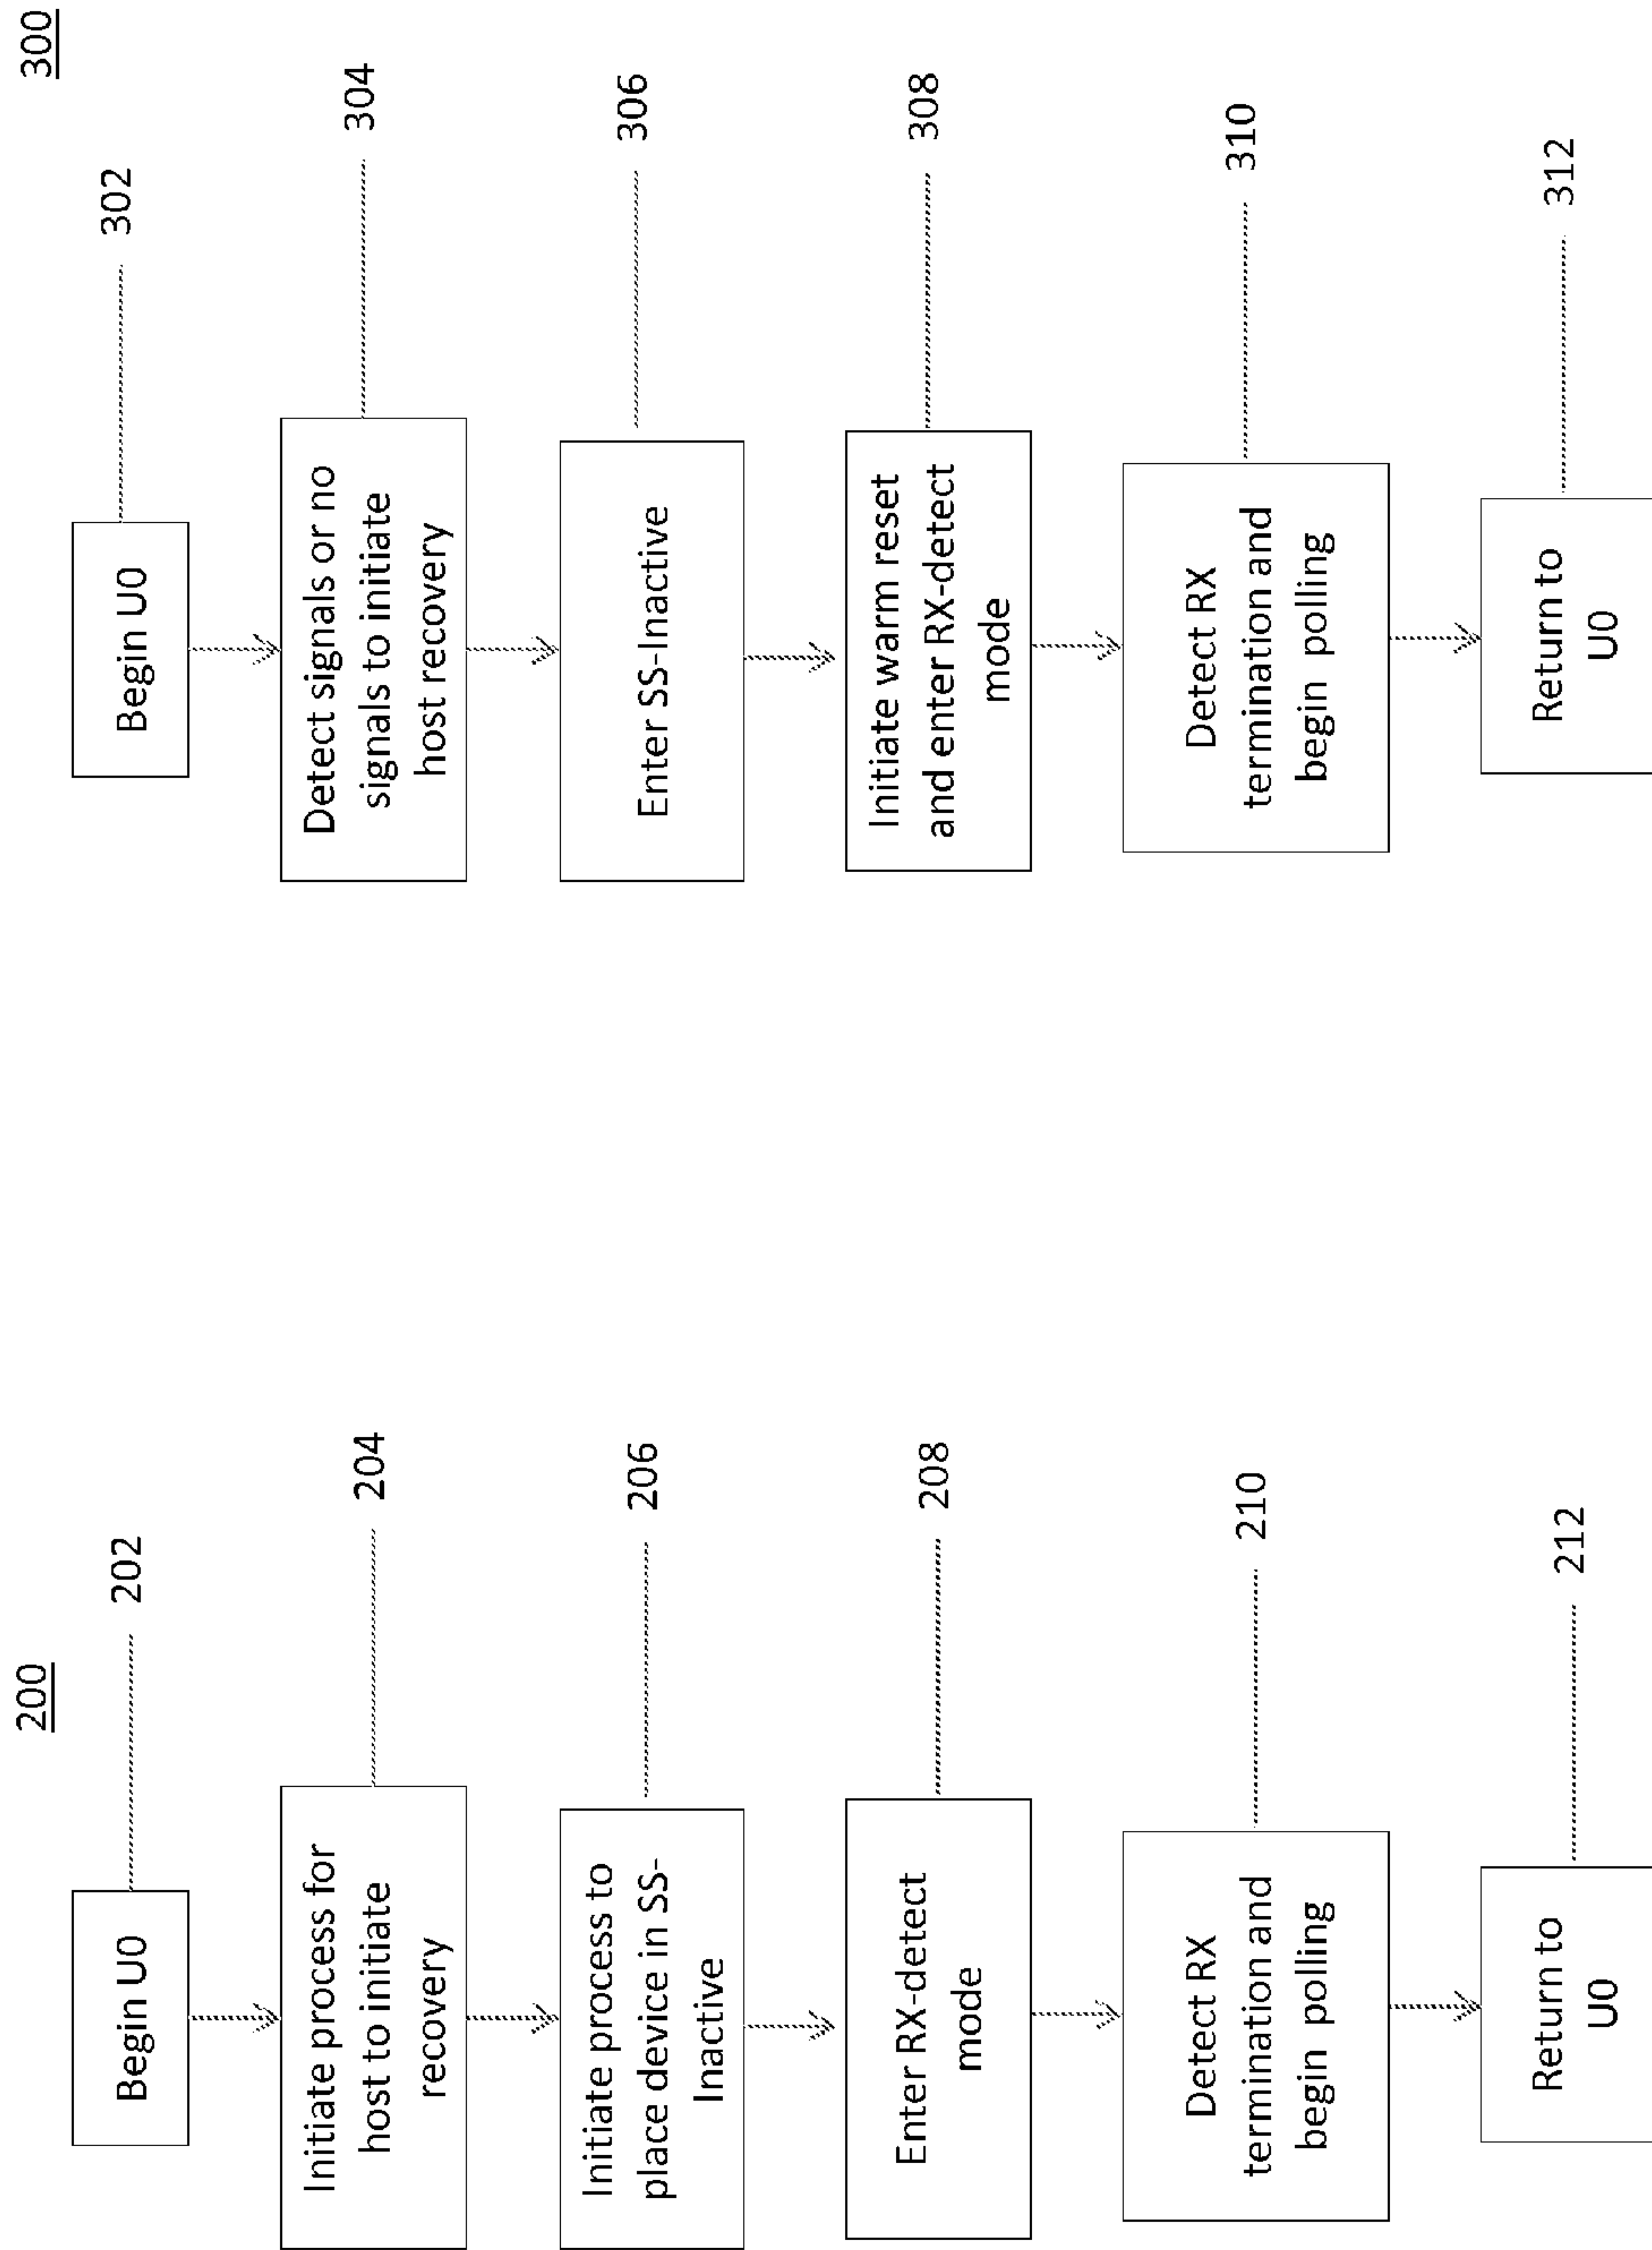 200
Begin U0
202
Initiate process for
host to initiate
recovery
204
Initiate process to
place device in SS-
Inactive
206
Enter RX-detect
mode
208
Detect RX
termination and
begin polling
210
Return to
U0
212
300
Begin U0
302
Detect signals or no
signals to initiate
host recovery
304
Enter SS-Inactive
306
Initiate warm reset
and enter RX-detect
mode
308
Detect RX
termination and
begin polling
310
Return to
U0
312